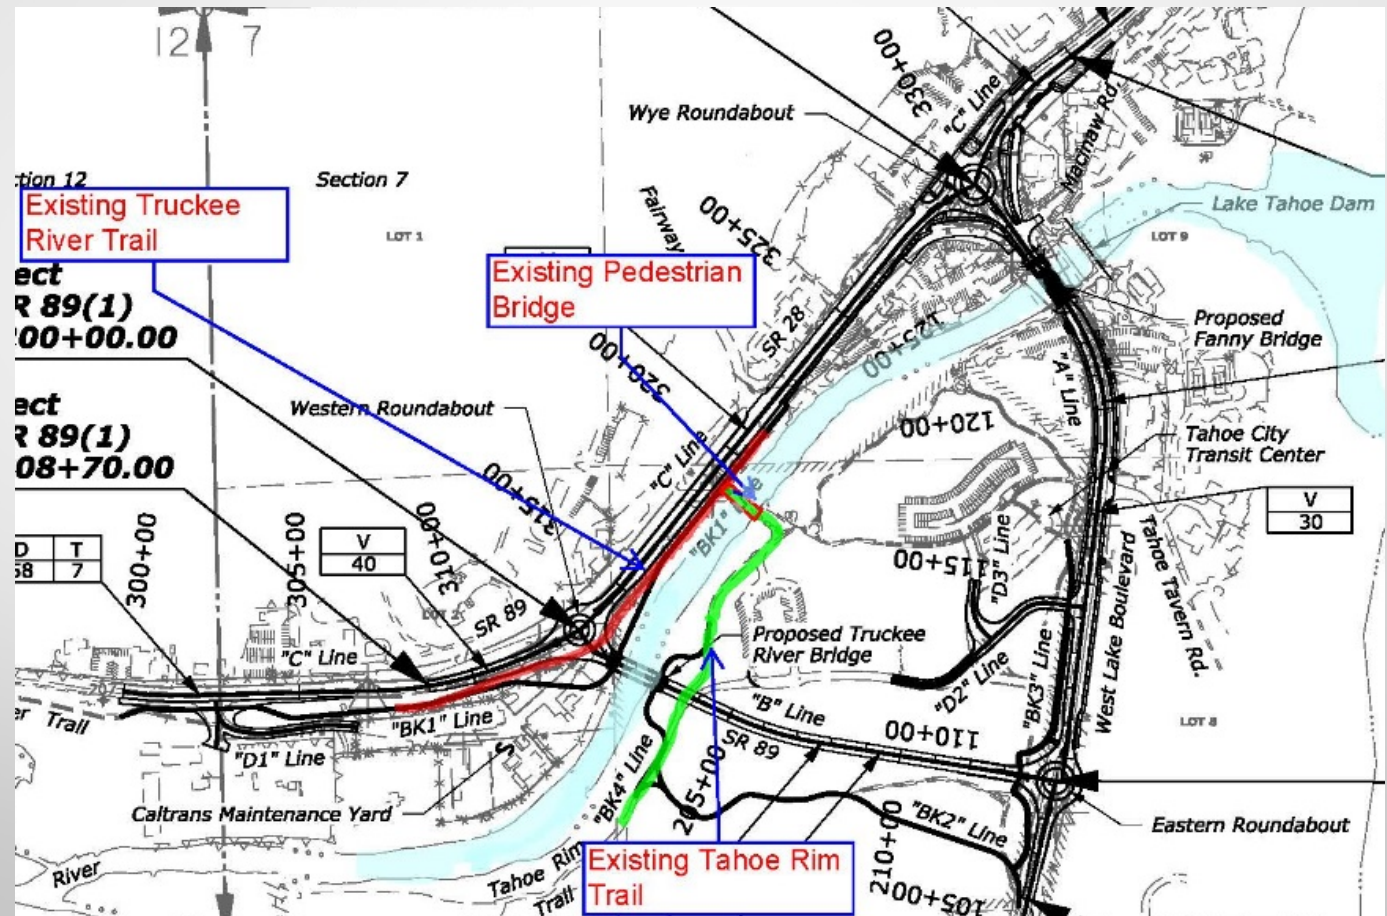 12 7
330+00
"C" Line
Wye Roundabout
Macinaw Rd.
Section 7
Existing Truckee
River Trail
Fairway
325+00
Lake Tahoe Dam
LOT 1
LOT 9
Existing Pedestrian
Bridge
ect
R 89(1)
00+00.00
SR 28
125+00
Proposed
Fanny Bridge
320+00
"A" Line
ect
R 89(1)
08+70.00
Western Roundabout
120+00
Tahoe City
Transit Center
"C" Line
315+00
V
30
310+00
305+00
300+00
V
40
D T
58 7
"BK1" Line
115+00
"D3" Line
West Lake Boulevard
Tahoe Tavern Rd.
LOT 2
SR 89
Proposed Truckee
River Bridge
"C" Line
"D2" Line
"BK3" Line
er Trail
"BK1" Line
"B" Line
SR 89
110+00
LOT 8
"D1" Line
"BK4" Line
205+00
Caltrans Maintenance Yard
"BK2" Line
210+00
Eastern Roundabout
River
Tahoe Rim
Trail
Existing Tahoe Rim
Trail
105+00